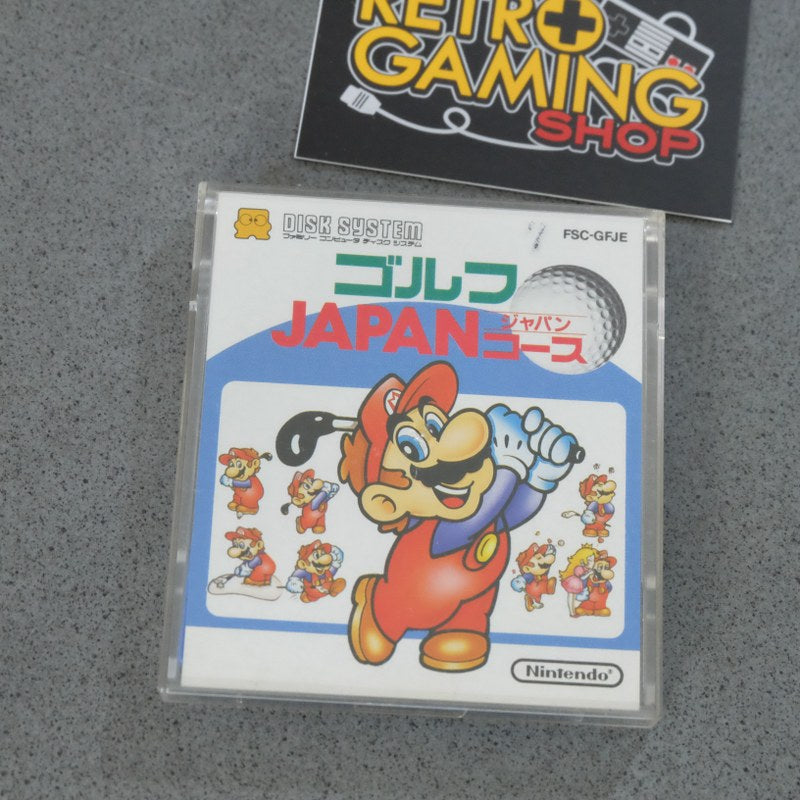 RETRO
GAMING
SHOP
DISK SYSTEM
ファミリー コンピュータ ディスク システム
FSC-GFJE
ゴルフ
JAPAN
ジャパン
コース
M
Nintendo